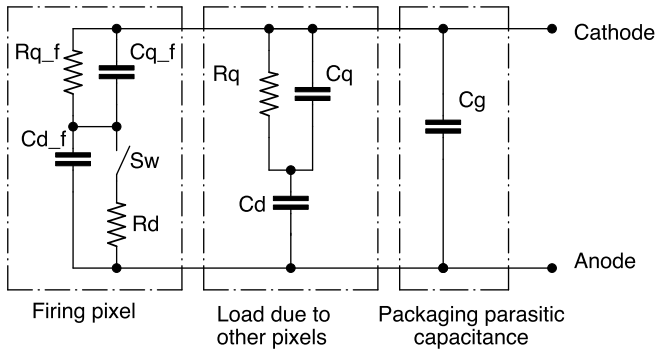 Rq_f
Cq_f
Cd_f
Sw
Rd
Rq
Cq
Cd
Cg
Cathode
Anode
Firing pixel
Load due to
other pixels
Packaging parasitic
capacitance